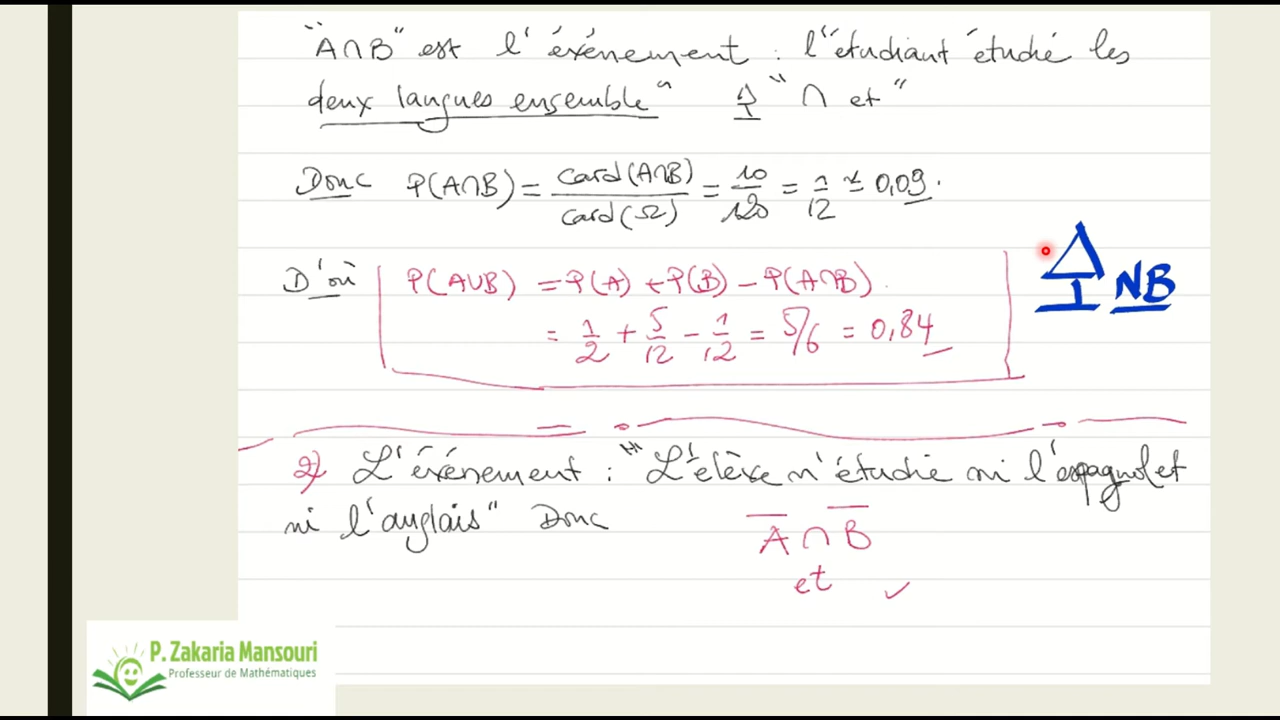 "A∩B" est l'événement : l'"étudiant étudié les
deux langues ensemble" "∩ et"
Donc P(A∩B) = card(A∩B) / card(Ω) = 10/120 = 1/12 ≃ 0,09.
D'où P(A∪B) = P(A) + P(B) - P(A∩B).
= 1/2 + 5/12 - 1/12 = 5/6 = 0,84
NB
2) L'événement : "L'élève n'étudie ni l'espagnol et
ni l'anglais" Donc
A̅ ∩ B̅
et
P. Zakaria Mansouri
Professeur de Mathématiques